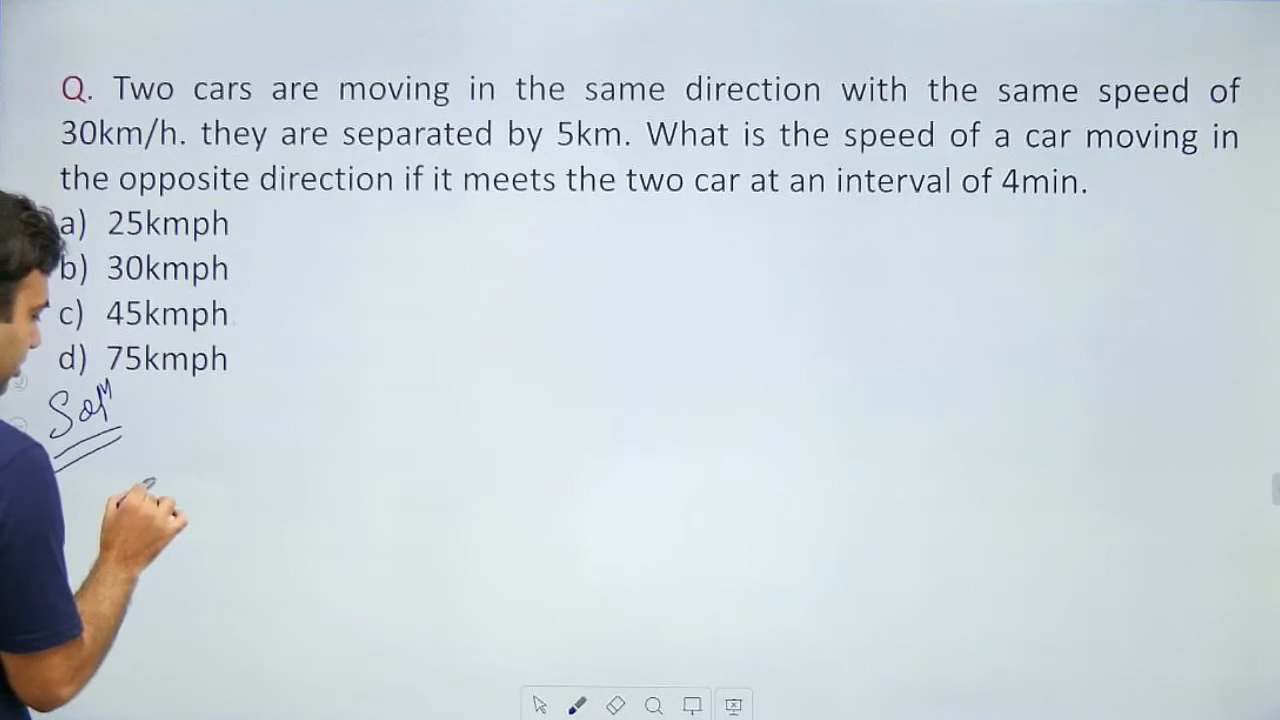 Q. Two cars are moving in the same direction with the same speed of
30km/h. they are separated by 5km. What is the speed of a car moving in
the opposite direction if it meets the two car at an interval of 4min.
a) 25kmph
b) 30kmph
c) 45kmph
d) 75kmph
Solⁿ